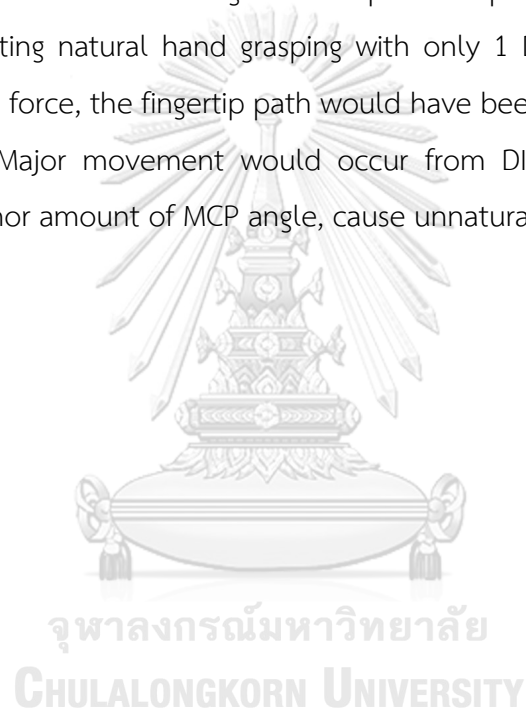 ting natural hand grasping with only 1
force, the fingertip path would have been
Major movement would occur from DI
nor amount of MCP angle, cause unnatura
จุฬาลงกรณ์มหาวิทยาลัย
CHULALONGKORN UNIVERSITY